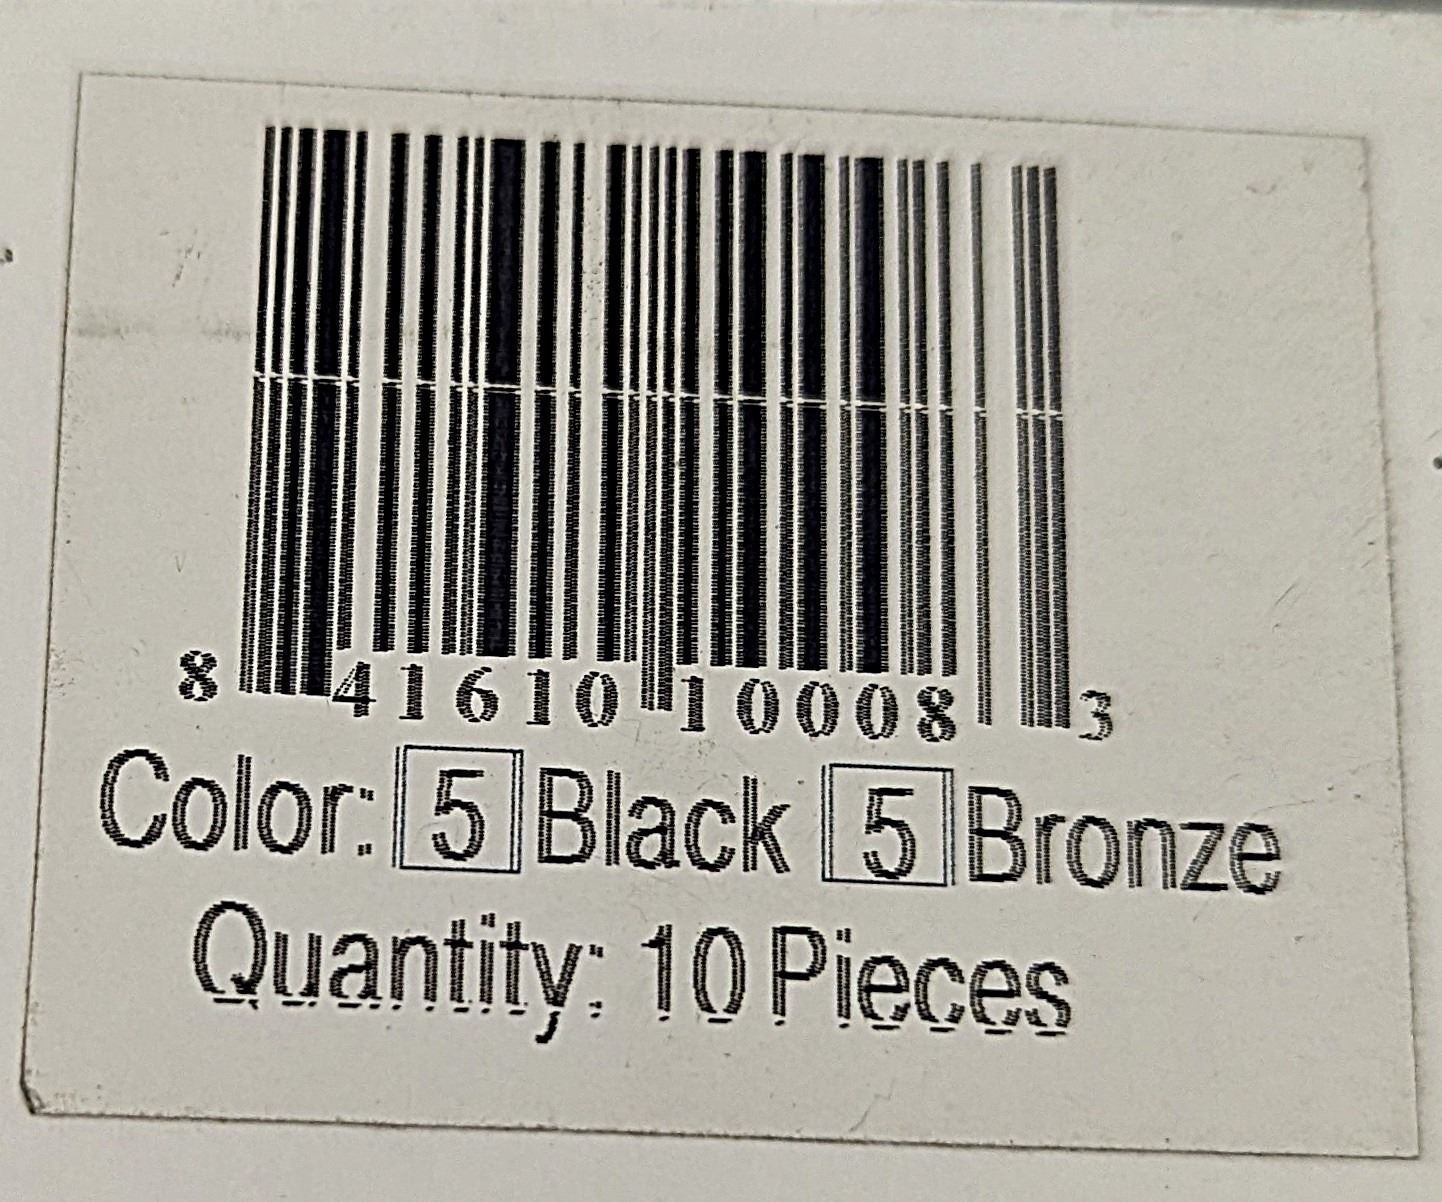 8 41610 10008 3
Color: 5 Black 5 Bronze
Quantity: 10 Pieces